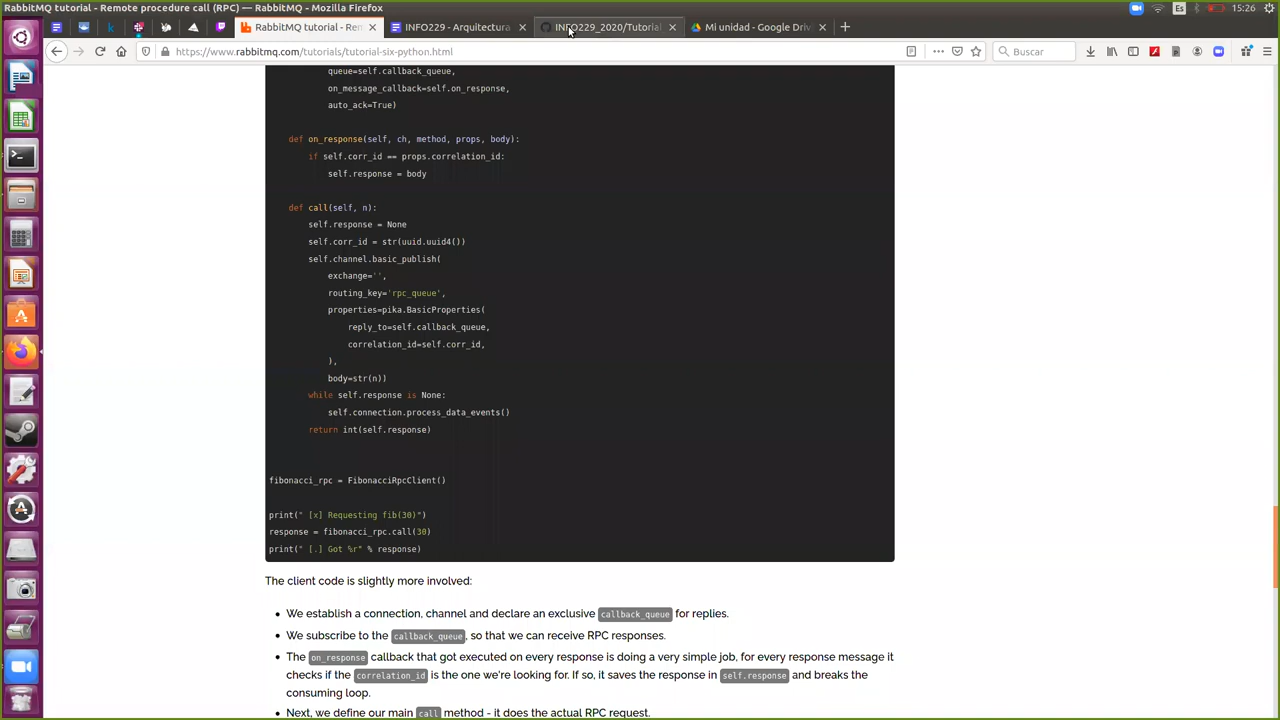 RabbitMQ tutorial - Remote procedure call (RPC) — RabbitMQ - Mozilla Firefox
Es 15:26
RabbitMQ tutorial - Rem
INFO229 - Arquitectura
INFO229_2020/Tutorial
Mi unidad - Google Driv
https://www.rabbitmq.com/tutorials/tutorial-six-python.html
Buscar
queue=self.callback_queue,
on_message_callback=self.on_response,
auto_ack=True)
def on_response(self, ch, method, props, body):
if self.corr_id == props.correlation_id:
self.response = body
def call(self, n):
self.response = None
self.corr_id = str(uuid.uuid4())
self.channel.basic_publish(
exchange='',
routing_key='rpc_queue',
properties=pika.BasicProperties(
reply_to=self.callback_queue,
correlation_id=self.corr_id,
),
body=str(n))
while self.response is None:
self.connection.process_data_events()
return int(self.response)
fibonacci_rpc = FibonacciRpcClient()
print(" [x] Requesting fib(30)")
response = fibonacci_rpc.call(30)
print(" [.] Got %r" % response)
The client code is slightly more involved:
• We establish a connection, channel and declare an exclusive callback_queue for replies.
• We subscribe to the callback_queue, so that we can receive RPC responses.
• The on_response callback that got executed on every response is doing a very simple job, for every response message it
checks if the correlation_id is the one we're looking for. If so, it saves the response in self.response and breaks the
consuming loop.
• Next, we define our main call method - it does the actual RPC request.